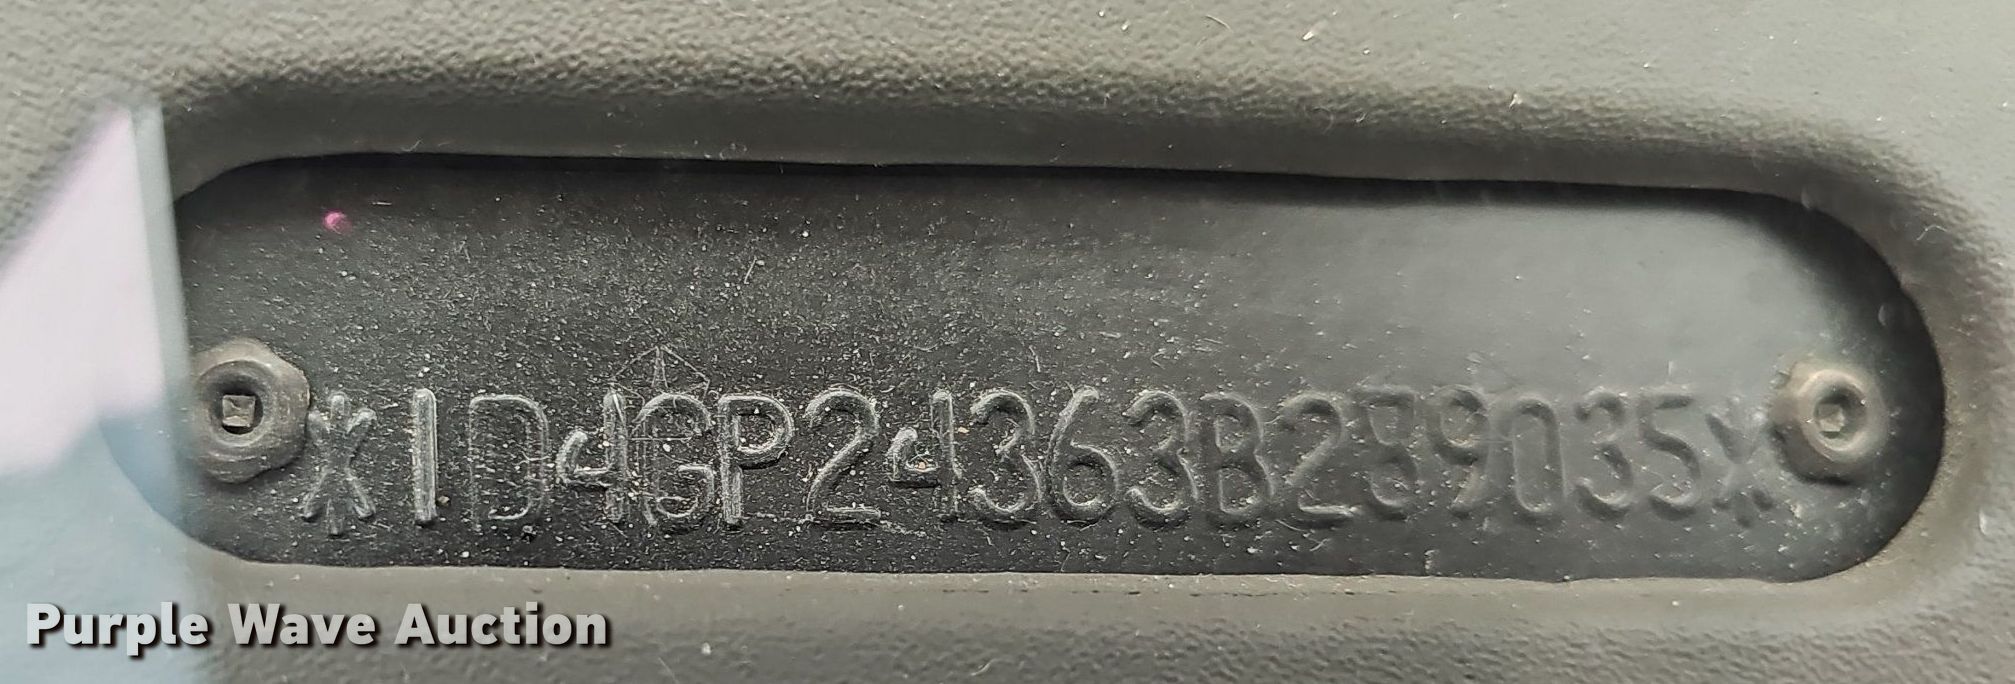 *1D4GP24363B289035*
Purple Wave Auction